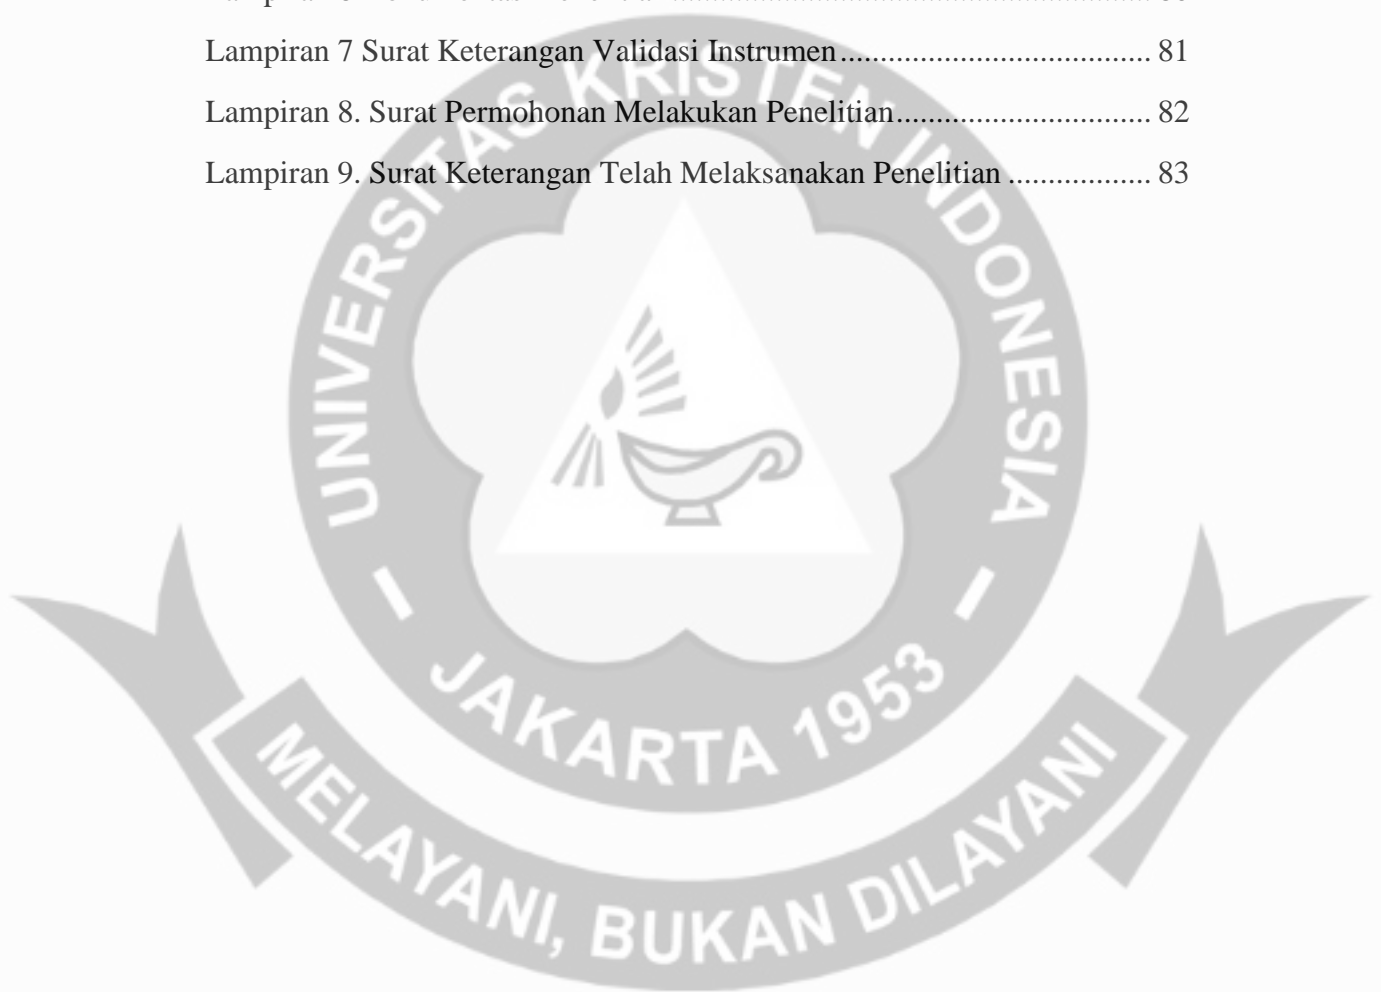 Lampiran 7 Surat Keterangan Validasi Instrumen.................................... 81
Lampiran 8. Surat Permohonan Melakukan Penelitian.............................. 82
Lampiran 9. Surat Keterangan Telah Melaksanakan Penelitian ................. 83
UNIVERSITAS KRISTEN INDONESIA
JAKARTA 1953
MELAYANI, BUKAN DILAYANI